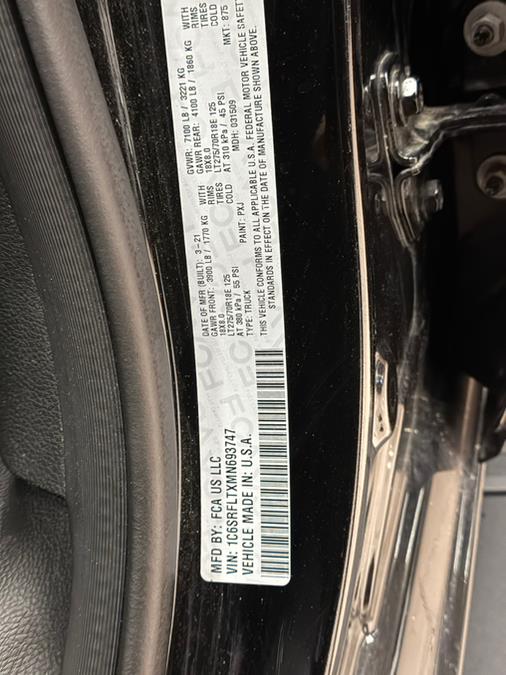 MFD BY: FCA US LLC
DATE OF MFR (BUILT): 3-21
GVWR: 7100 LB / 3221 KG
GAWR FRONT: 3900 LB / 1770 KG WITH
GAWR REAR: 4100 LB / 1860 KG WITH
18X8.0 RIMS
18X8.0 RIMS
LT275/70R18E 125 TIRES
LT275/70R18E 125 TIRES
AT 380 kPa / 55 PSI COLD
AT 310 kPa / 45 PSI COLD
TYPE: TRUCK
PAINT: PXJ
MDH: 031509
MKT: 875
THIS VEHICLE CONFORMS TO ALL APPLICABLE U.S.A. FEDERAL MOTOR VEHICLE SAFET
STANDARDS IN EFFECT ON THE DATE OF MANUFACTURE SHOWN ABOVE.
VIN: 1C6SRFLTXMN693747
VEHICLE MADE IN: U.S.A.